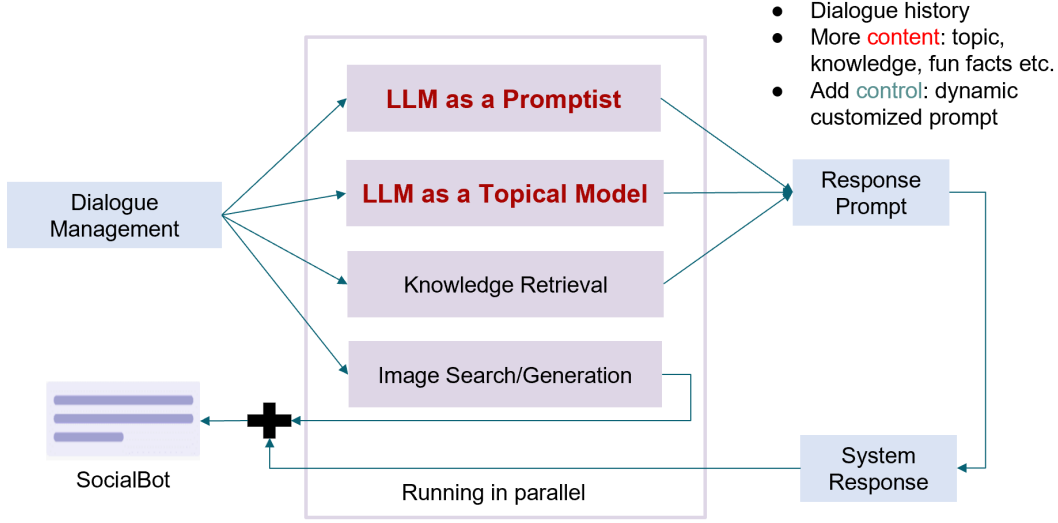 ● Dialogue history
● More content: topic,
knowledge, fun facts etc.
● Add control: dynamic
customized prompt
LLM as a Promptist
LLM as a Topical Model
Response
Prompt
Dialogue
Management
Knowledge Retrieval
Image Search/Generation
SocialBot
System
Response
Running in parallel